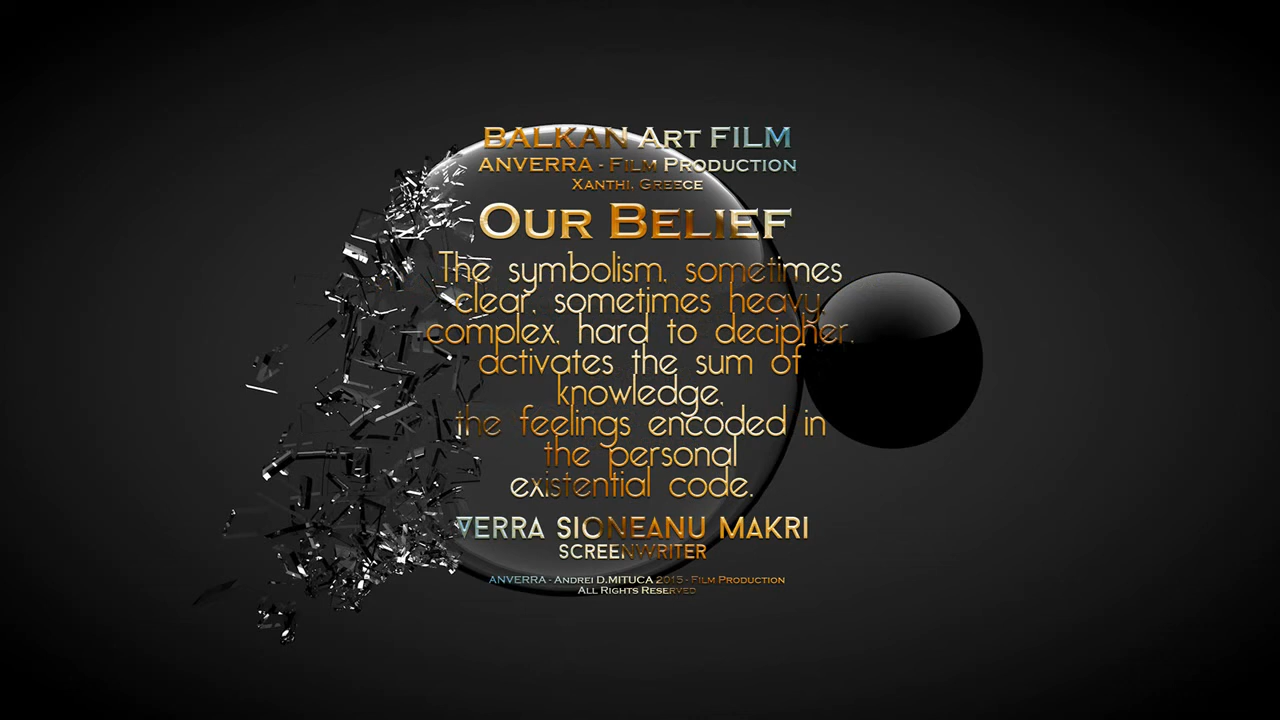 BALKAN Art FILM
ANVERRA - Film Production
Xanthi, Greece
Our Belief
The symbolism, sometimes
clear, sometimes heavy,
complex, hard to decipher,
activates the sum of
knowledge,
the feelings encoded in
the personal
existential code.
VERRA SIONEANU MAKRI
SCREENWRITER
ANVERRA - Andrei D.MITUCA 2015 - Film Production
All Rights Reserved